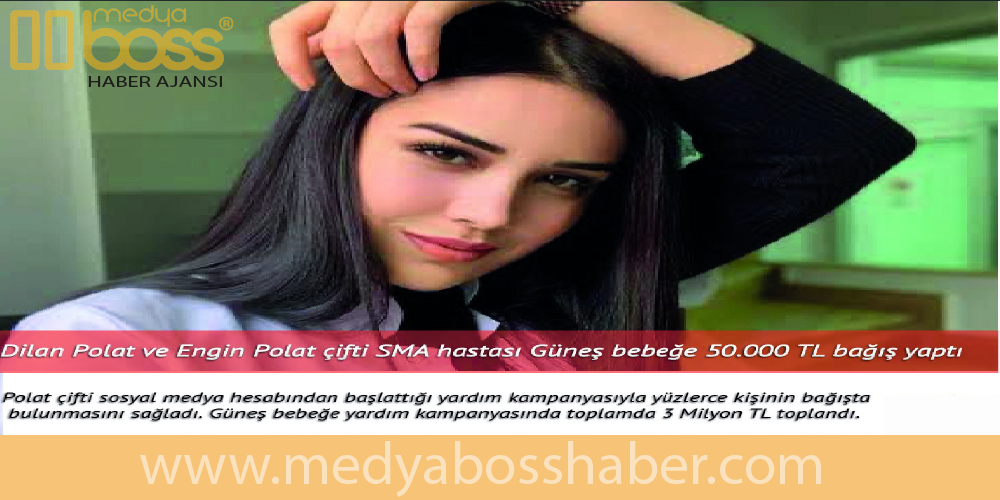 medya
boss®
HABER AJANSI
Dilan Polat ve Engin Polat çifti SMA hastası Güneş bebeğe 50.000 TL bağış yaptı
Polat çifti sosyal medya hesabından başlattığı yardım kampanyasıyla yüzlerce kişinin bağışta
bulunmasını sağladı. Güneş bebeğe yardım kampanyasında toplamda 3 Milyon TL toplandı.
www.medyabosshaber.com